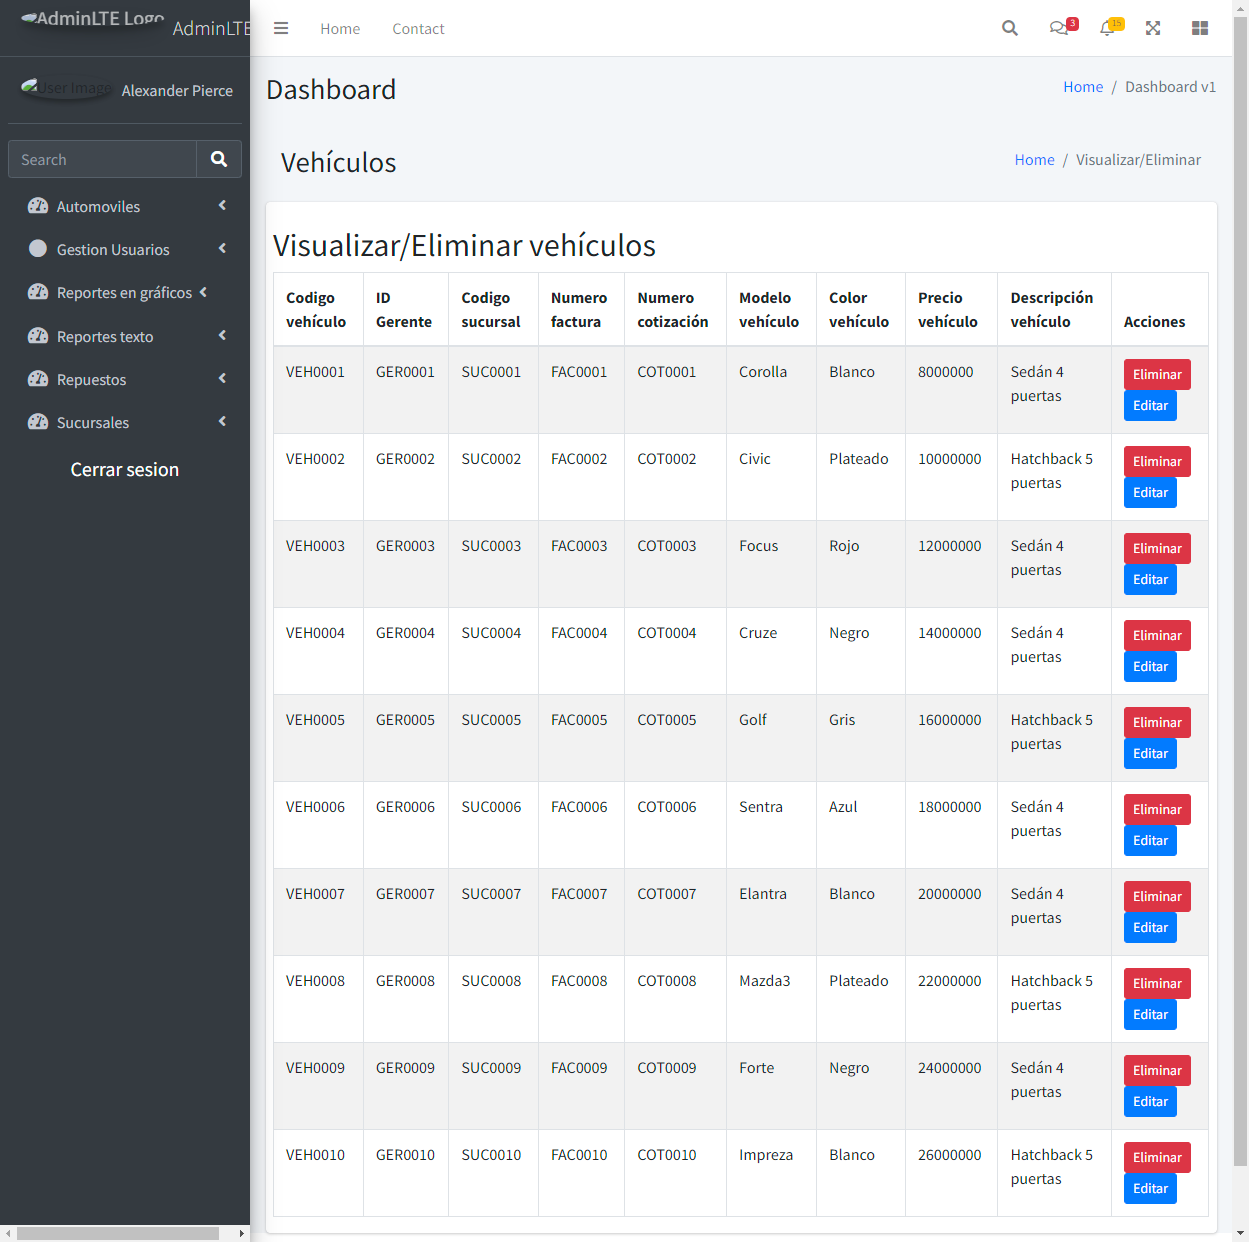 AdminLTE Logo
AdminLTE
Home
Contact
3
15
User Image
Alexander Pierce
Search
Automoviles
Gestion Usuarios
Reportes en gráficos
Reportes texto
Repuestos
Sucursales
Cerrar sesion
Dashboard
Home / Dashboard v1
Vehículos
Home / Visualizar/Eliminar
Visualizar/Eliminar vehículos
Codigo vehículo ID Gerente Codigo sucursal Numero factura Numero cotización Modelo vehículo Color vehículo Precio vehículo Descripción vehículo Acciones
VEH0001 GER0001 SUC0001 FAC0001 COT0001 Corolla Blanco 8000000 Sedán 4 puertas Eliminar Editar
VEH0002 GER0002 SUC0002 FAC0002 COT0002 Civic Plateado 10000000 Hatchback 5 puertas Eliminar Editar
VEH0003 GER0003 SUC0003 FAC0003 COT0003 Focus Rojo 12000000 Sedán 4 puertas Eliminar Editar
VEH0004 GER0004 SUC0004 FAC0004 COT0004 Cruze Negro 14000000 Sedán 4 puertas Eliminar Editar
VEH0005 GER0005 SUC0005 FAC0005 COT0005 Golf Gris 16000000 Hatchback 5 puertas Eliminar Editar
VEH0006 GER0006 SUC0006 FAC0006 COT0006 Sentra Azul 18000000 Sedán 4 puertas Eliminar Editar
VEH0007 GER0007 SUC0007 FAC0007 COT0007 Elantra Blanco 20000000 Sedán 4 puertas Eliminar Editar
VEH0008 GER0008 SUC0008 FAC0008 COT0008 Mazda3 Plateado 22000000 Hatchback 5 puertas Eliminar Editar
VEH0009 GER0009 SUC0009 FAC0009 COT0009 Forte Negro 24000000 Sedán 4 puertas Eliminar Editar
VEH0010 GER0010 SUC0010 FAC0010 COT0010 Impreza Blanco 26000000 Hatchback 5 puertas Eliminar Editar